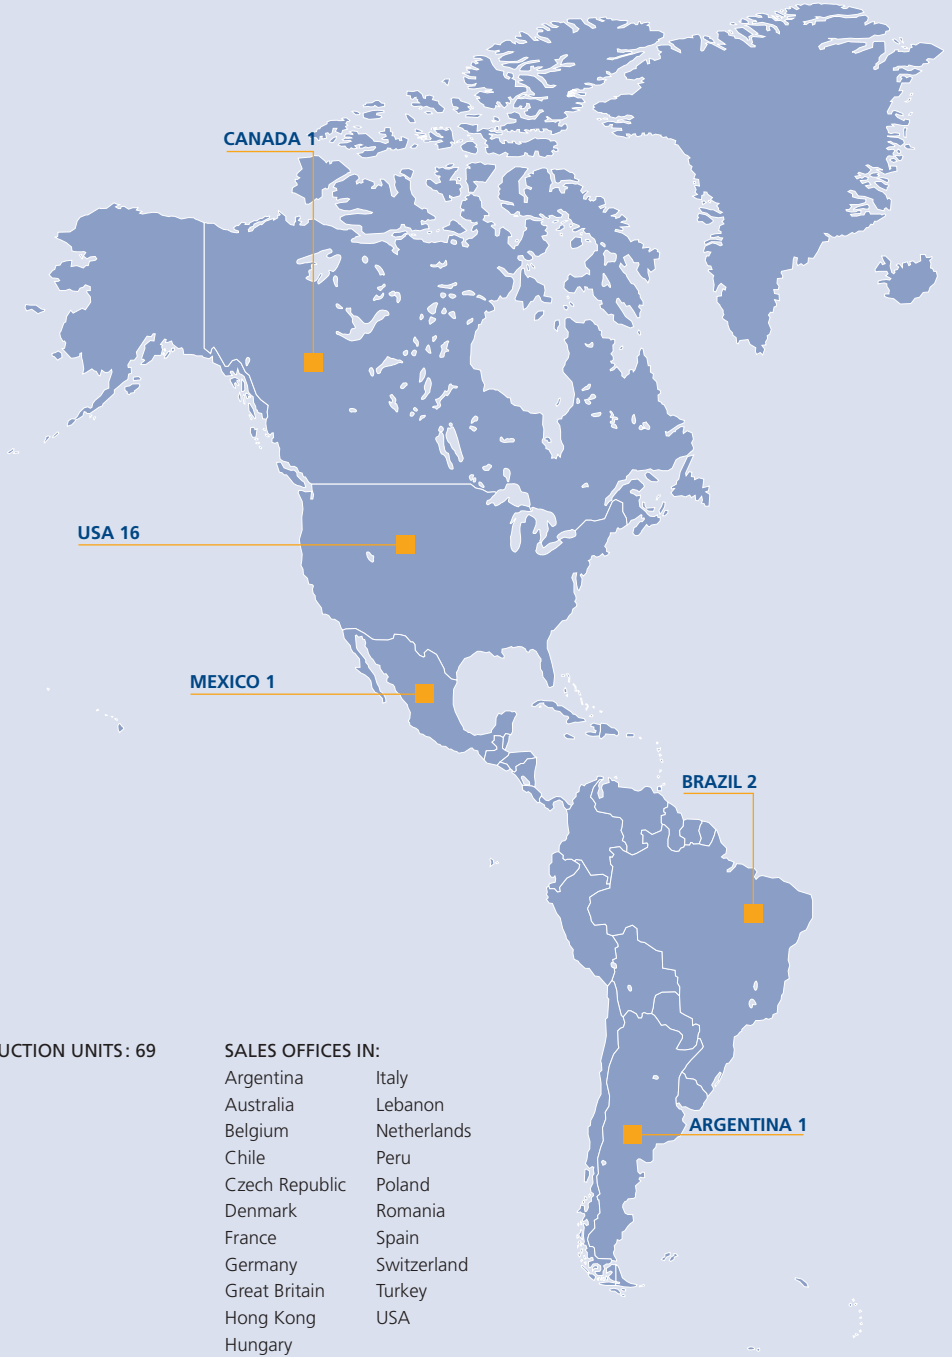 CANADA 1
USA 16
MEXICO 1
BRAZIL 2
ARGENTINA 1
UCTION UNITS: 69
SALES OFFICES IN:
Argentina
Australia
Belgium
Chile
Czech Republic
Denmark
France
Germany
Great Britain
Hong Kong
Hungary
Italy
Lebanon
Netherlands
Peru
Poland
Romania
Spain
Switzerland
Turkey
USA